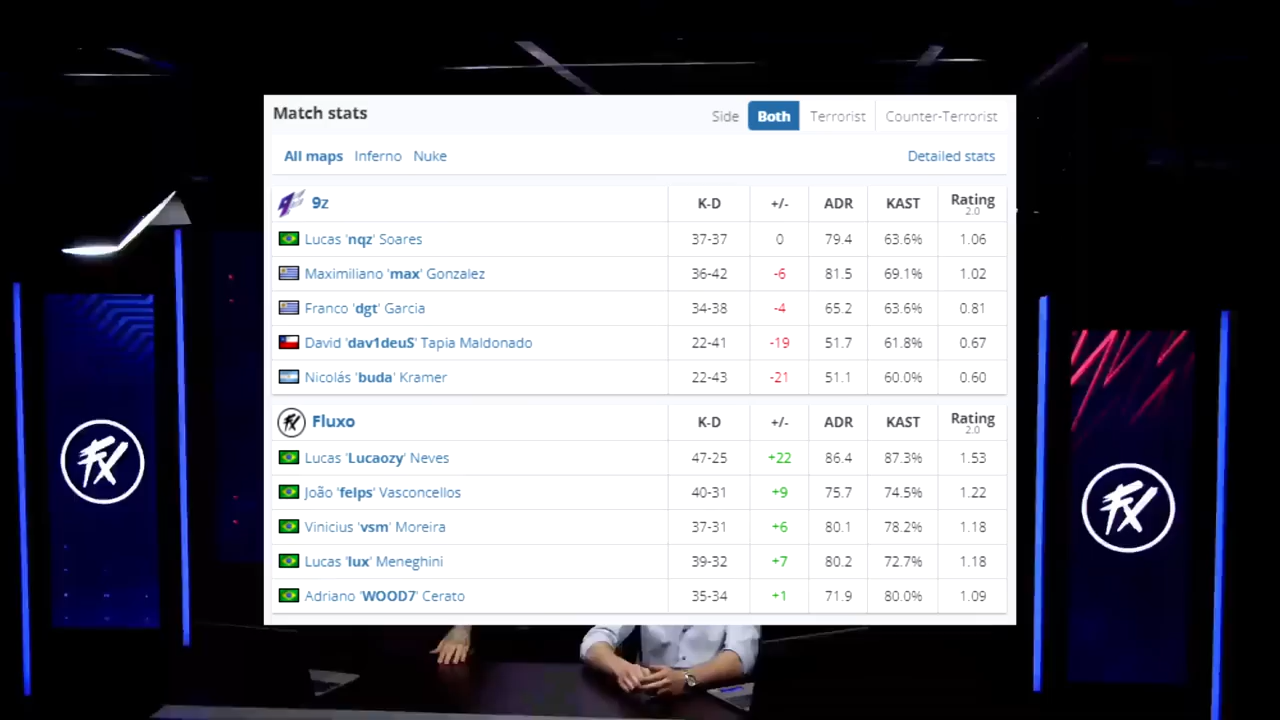 Match stats Side Both Terrorist Counter-Terrorist
All maps Inferno Nuke Detailed stats
9z K-D +/- ADR KAST Rating 2.0
Lucas 'nqz' Soares 37-37 0 79.4 63.6% 1.06
Maximiliano 'max' Gonzalez 36-42 -6 81.5 69.1% 1.02
Franco 'dgt' Garcia 34-38 -4 65.2 63.6% 0.81
David 'dav1deuS' Tapia Maldonado 22-41 -19 51.7 61.8% 0.67
Nicolás 'buda' Kramer 22-43 -21 51.1 60.0% 0.60
Fluxo K-D +/- ADR KAST Rating 2.0
Lucas 'Lucaozy' Neves 47-25 +22 86.4 87.3% 1.53
João 'felps' Vasconcellos 40-31 +9 75.7 74.5% 1.22
Vinicius 'vsm' Moreira 37-31 +6 80.1 78.2% 1.18
Lucas 'lux' Meneghini 39-32 +7 80.2 72.7% 1.18
Adriano 'WOOD7' Cerato 35-34 +1 71.9 80.0% 1.09
FX
FX